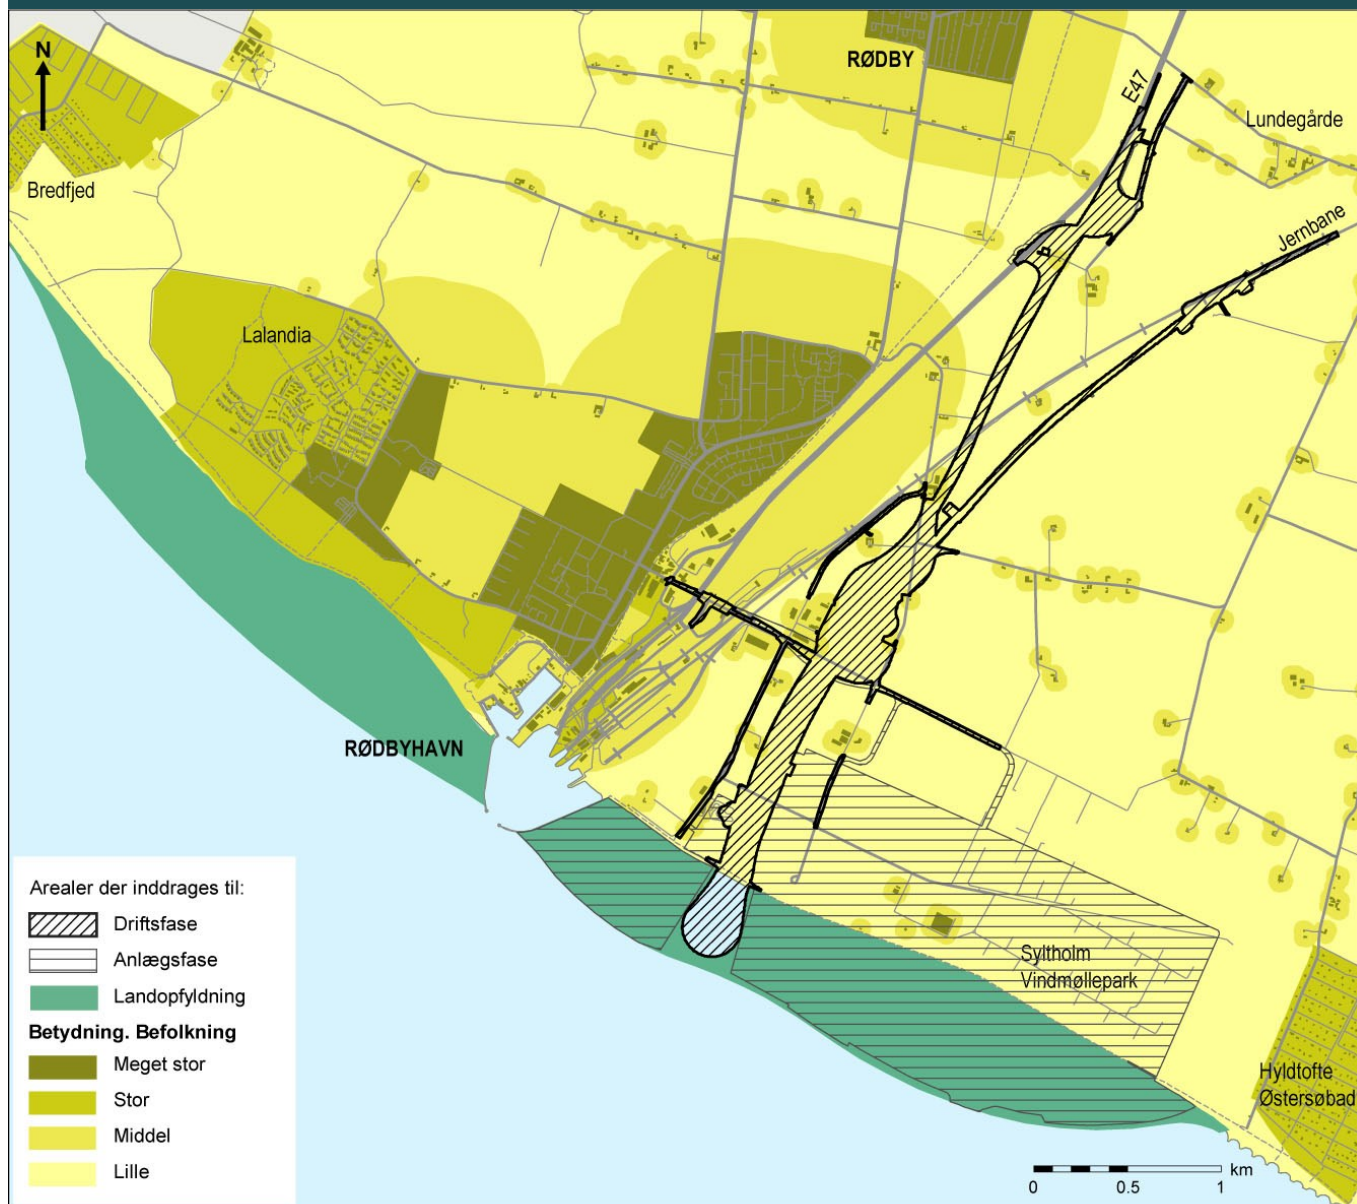 N
RØDBY
E47
Lundegårde
Bredfjed
Jernbane
Lalandia
RØDBYHAVN
Syltholm
Vindmøllepark
Hyldtofte
Østersøbad
Arealer der inddrages til:
Driftsfase
Anlægsfase
Landopfyldning
Betydning. Befolkning
Meget stor
Stor
Middel
Lille
km
0 0.5 1